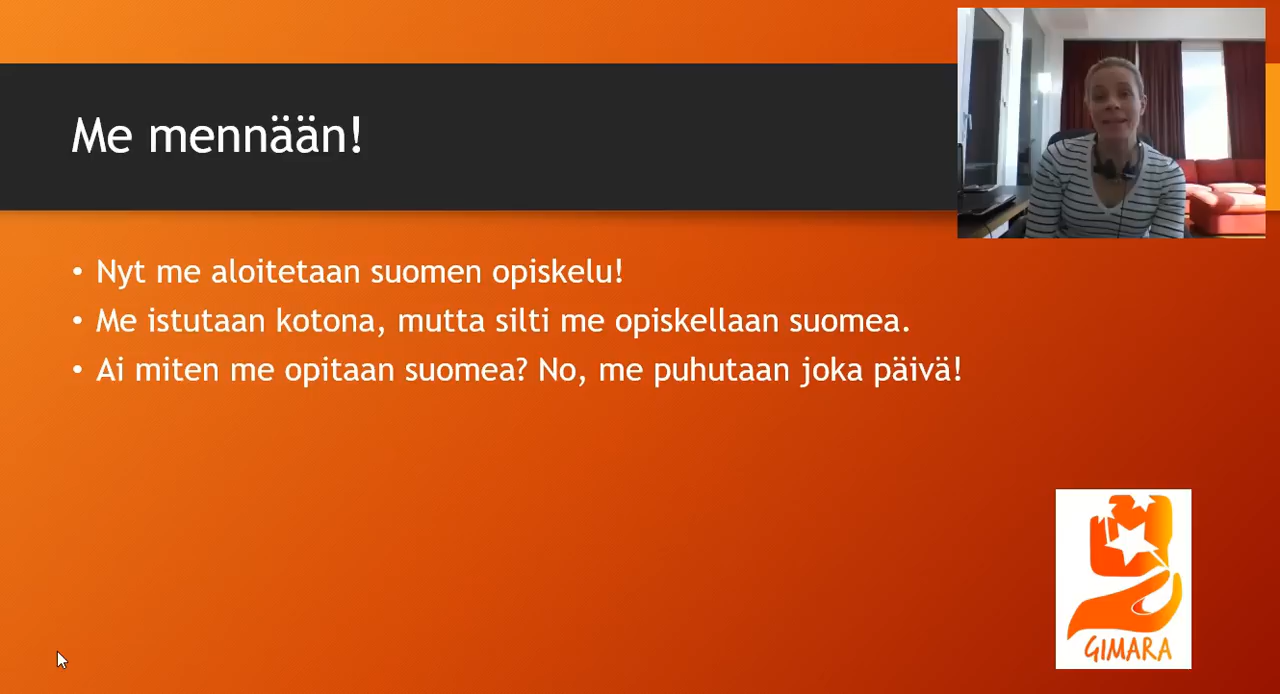 Me mennään!
• Nyt me aloitetaan suomen opiskelu!
• Me istutaan kotona, mutta silti me opiskellaan suomea.
• Ai miten me opitaan suomea? No, me puhutaan joka päivä!
GIMARA